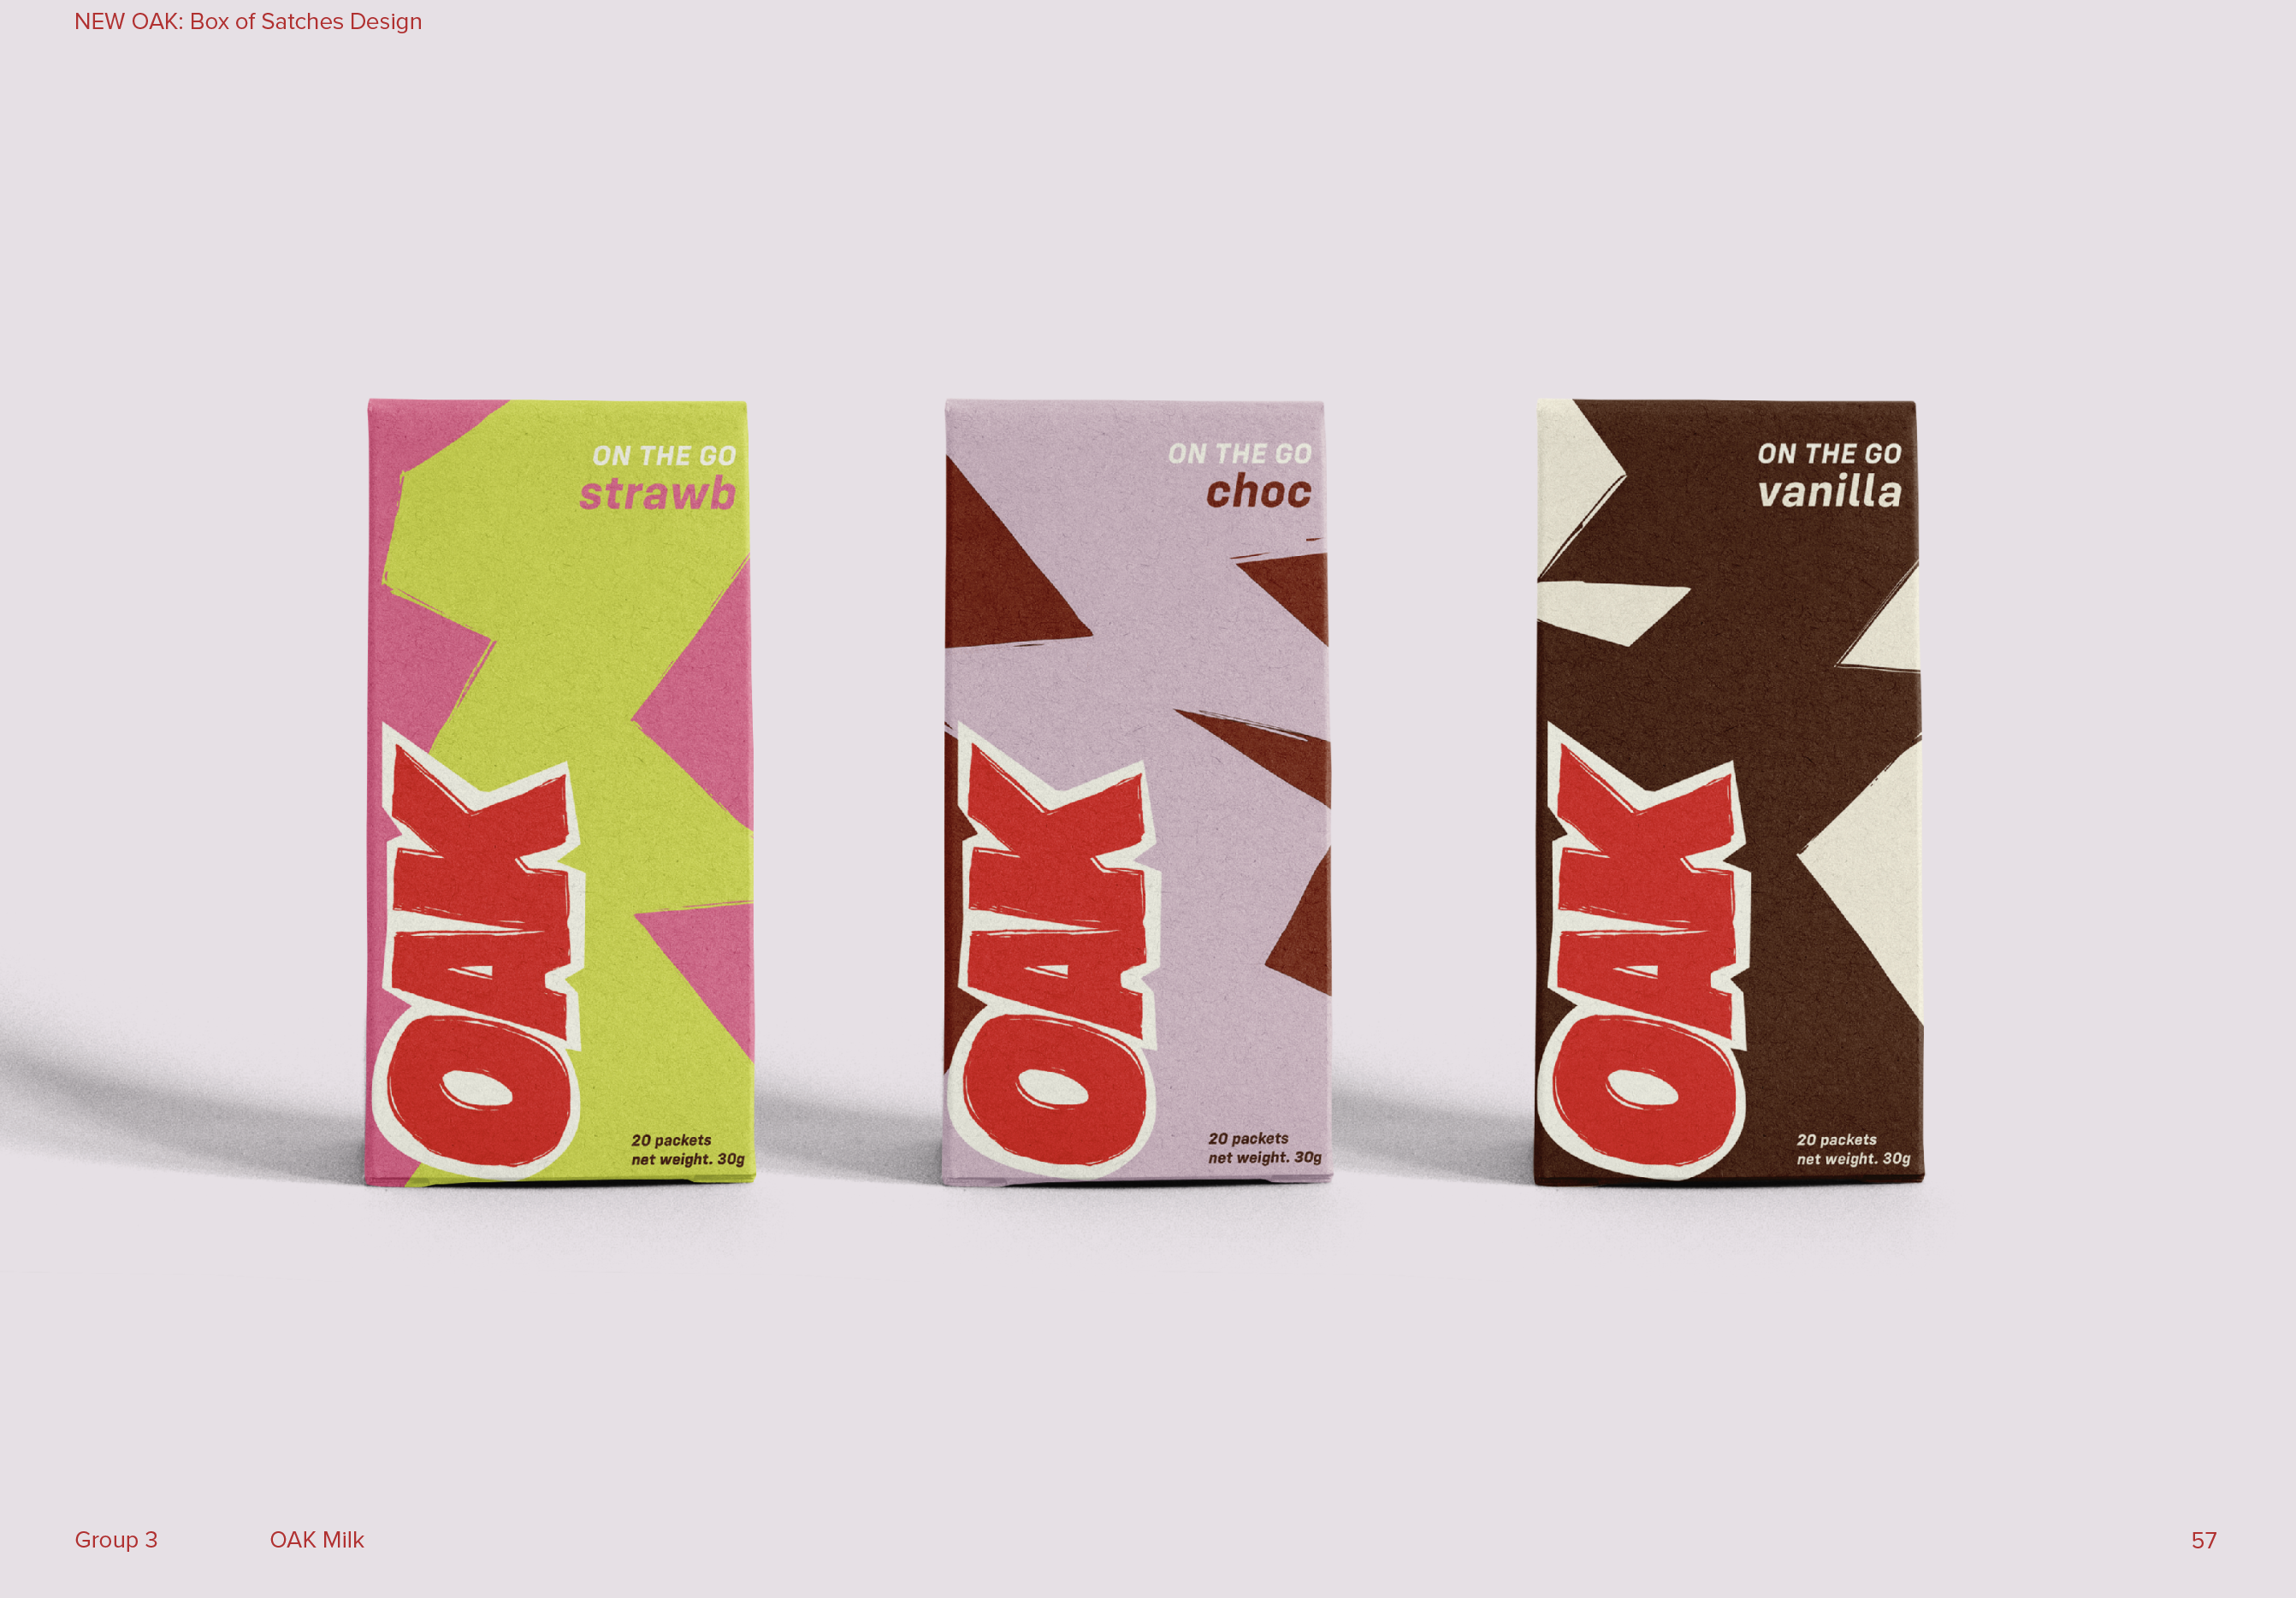 NEW OAK: Box of Satches Design
ON THE GO
strawb
OAK
20 packets
net weight. 30g
ON THE GO
choc
OAK
20 packets
net weight. 30g
ON THE GO
vanilla
OAK
20 packets
net weight. 30g
Group 3
OAK Milk
57